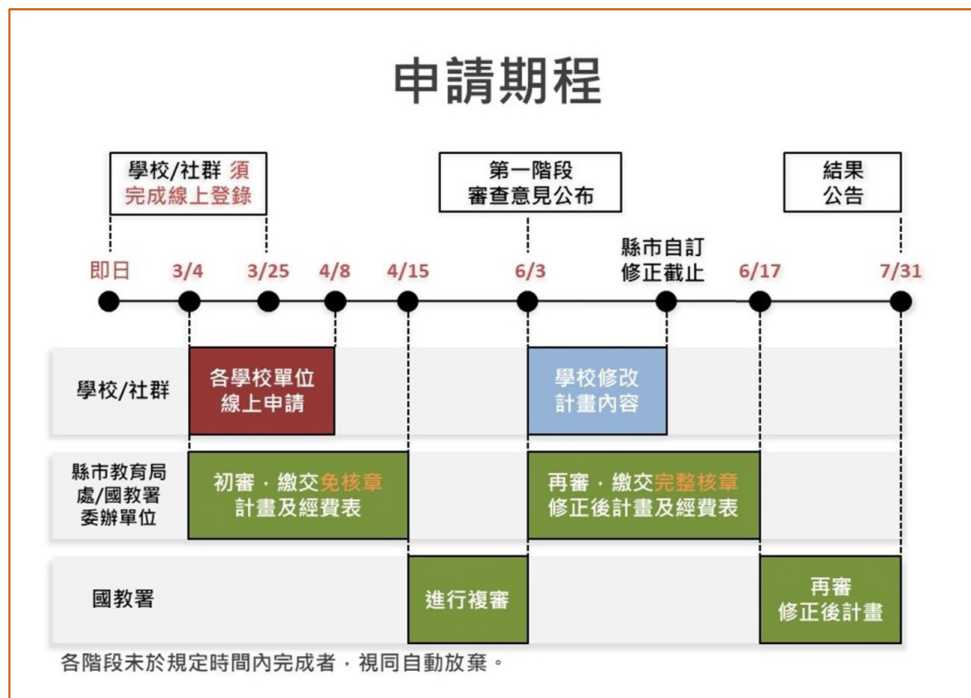 申請期程
學校/社群 須
完成線上登錄
第一階段
審查意見公布
結果
公告
縣市自訂
修正截止
即日
3/4
3/25
4/8
4/15
6/3
6/17
7/31
學校/社群
各學校單位
線上申請
學校修改
計畫內容
縣市教育局
處/國教署
委辦單位
初審，繳交免核章
計畫及經費表
再審，繳交完整核章
修正後計畫及經費表
國教署
進行複審
再審
修正後計畫
各階段未於規定時間內完成者，視同自動放棄。